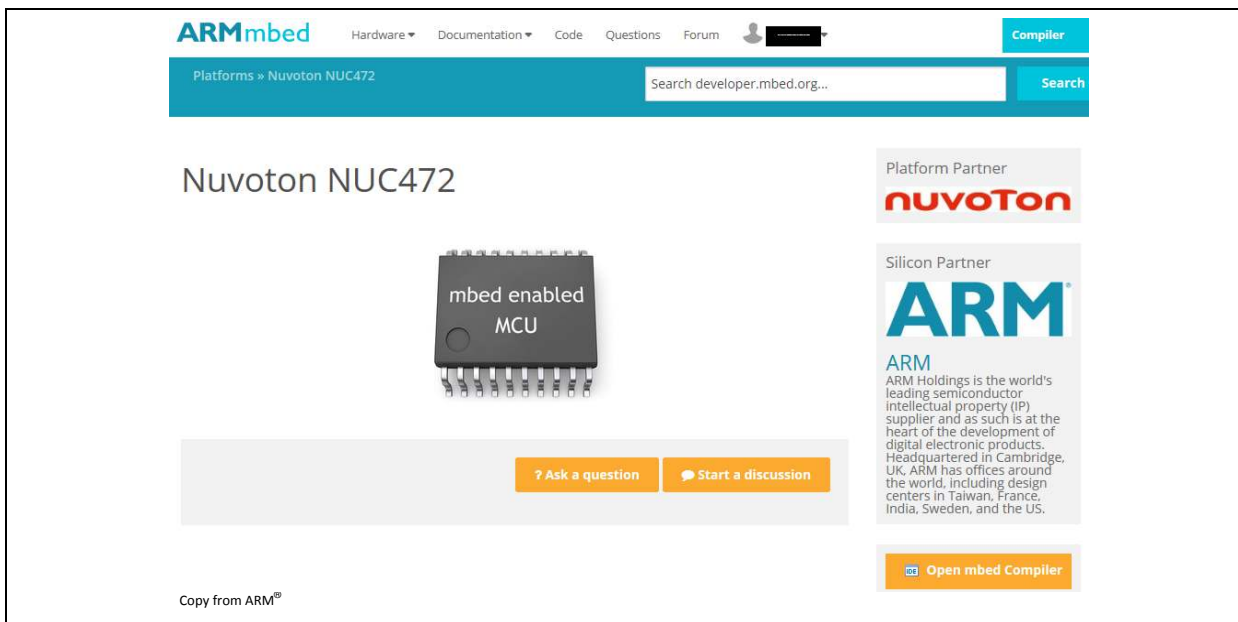 ARMmbed Hardware Documentation Code Questions Forum Compiler
Platforms » Nuvoton NUC472 Search developer.mbed.org... Search
Nuvoton NUC472
mbed enabled
MCU
? Ask a question Start a discussion
Platform Partner
nuvoTon
Silicon Partner
ARM®
ARM
ARM Holdings is the world's
leading semiconductor
intellectual property (IP)
supplier and as such is at the
heart of the development of
digital electronic products.
Headquartered in Cambridge,
UK, ARM has offices around
the world, including design
centers in Taiwan, France,
India, Sweden, and the US.
IDE Open mbed Compiler
Copy from ARM®